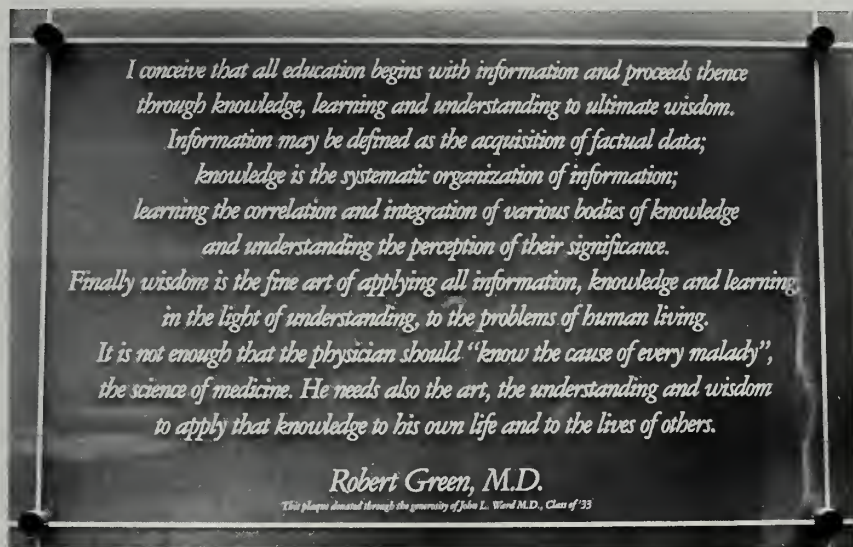 I conceive that all education begins with information and proceeds thence
through knowledge, learning and understanding to ultimate wisdom.
Information may be defined as the acquisition of factual data;
knowledge is the systematic organization of information;
learning the correlation and integration of various bodies of knowledge
and understanding the perception of their significance.
Finally wisdom is the fine art of applying all information, knowledge and learning,
in the light of understanding, to the problems of human living.
It is not enough that the physician should “know the cause of every malady”,
the science of medicine. He needs also the art, the understanding and wisdom
to apply that knowledge to his own life and to the lives of others.
Robert Green, M.D.
This plaque donated through the generosity of John L. Ward M.D., Class of '33